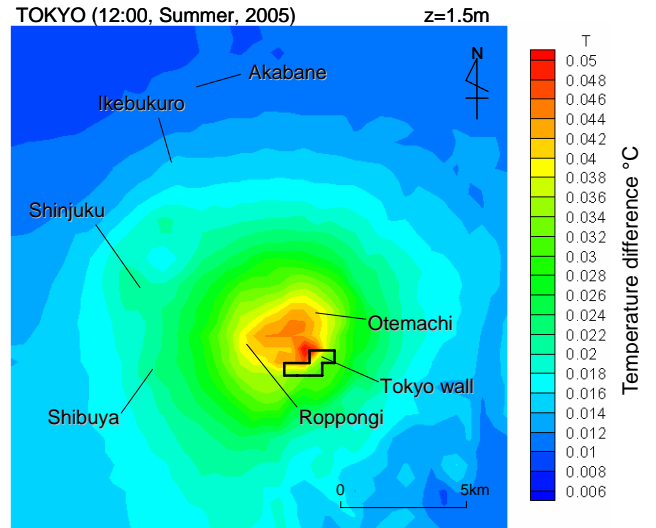 TOKYO (12:00, Summer, 2005) z=1.5m
N
Akabane
Ikebukuro
Shinjuku
Otemachi
Tokyo wall
Shibuya
Roppongi
0 5km
T
0.05
0.048
0.046
0.044
0.042
0.04
0.038
0.036
0.034
0.032
0.03
0.028
0.026
0.024
0.022
0.02
0.018
0.016
0.014
0.012
0.01
0.008
0.006
Temperature difference °C